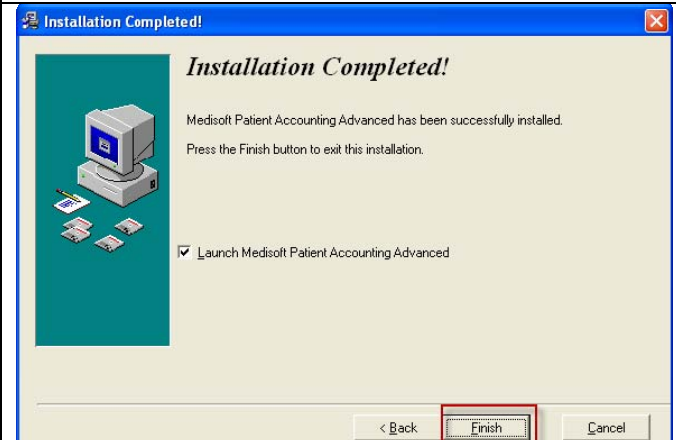 Installation Completed!
Installation Completed!
Medisoft Patient Accounting Advanced has been successfully installed.
Press the Finish button to exit this installation.
Launch Medisoft Patient Accounting Advanced
< Back Finish Cancel